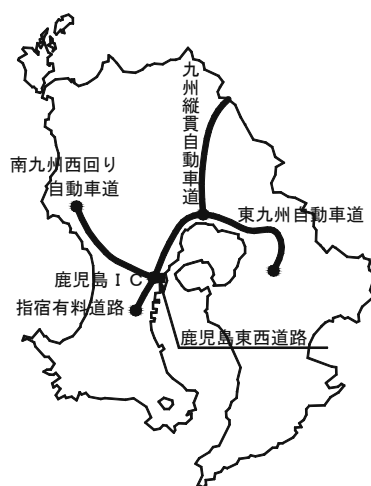 九州縦貫自動車道
南九州西回り
自動車道
東九州自動車道
鹿児島ＩＣ
指宿有料道路
鹿児島東西道路